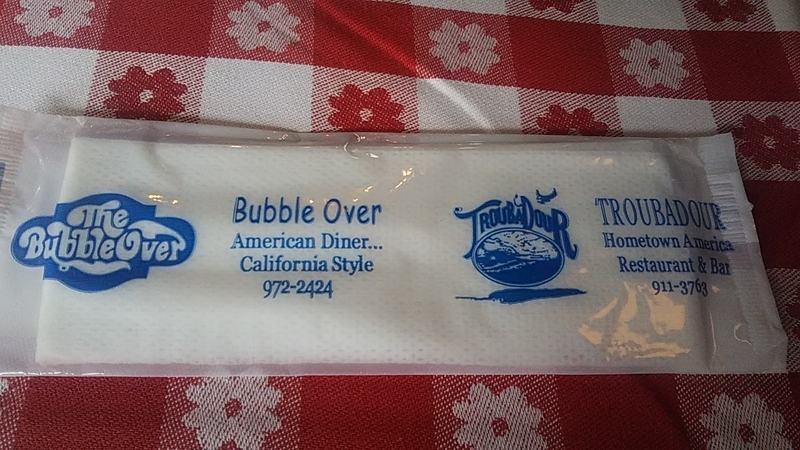 The
BubbleOver
Bubble Over
American Diner...
California Style
972-2424
TROUBADOUR
TROUBADOUR
Hometown America
Restaurant & Bar
911-3763